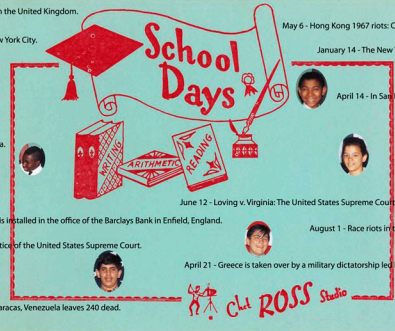 n the United Kingdom.
May 6 - Hong Kong 1967 riots: C
w York City.
January 14 - The New
School
Days
April 14 - In San
a.
WRITING
ARITHMETIC
READING
June 12 - Loving v. Virginia: The United States Supreme Court
is installed in the office of the Barclays Bank in Enfield, England.
August 1 - Race riots in t
tice of the United States Supreme Court.
April 21 - Greece is taken over by a military dictatorship led
Chet ROSS Studio
aracas, Venezuela leaves 240 dead.